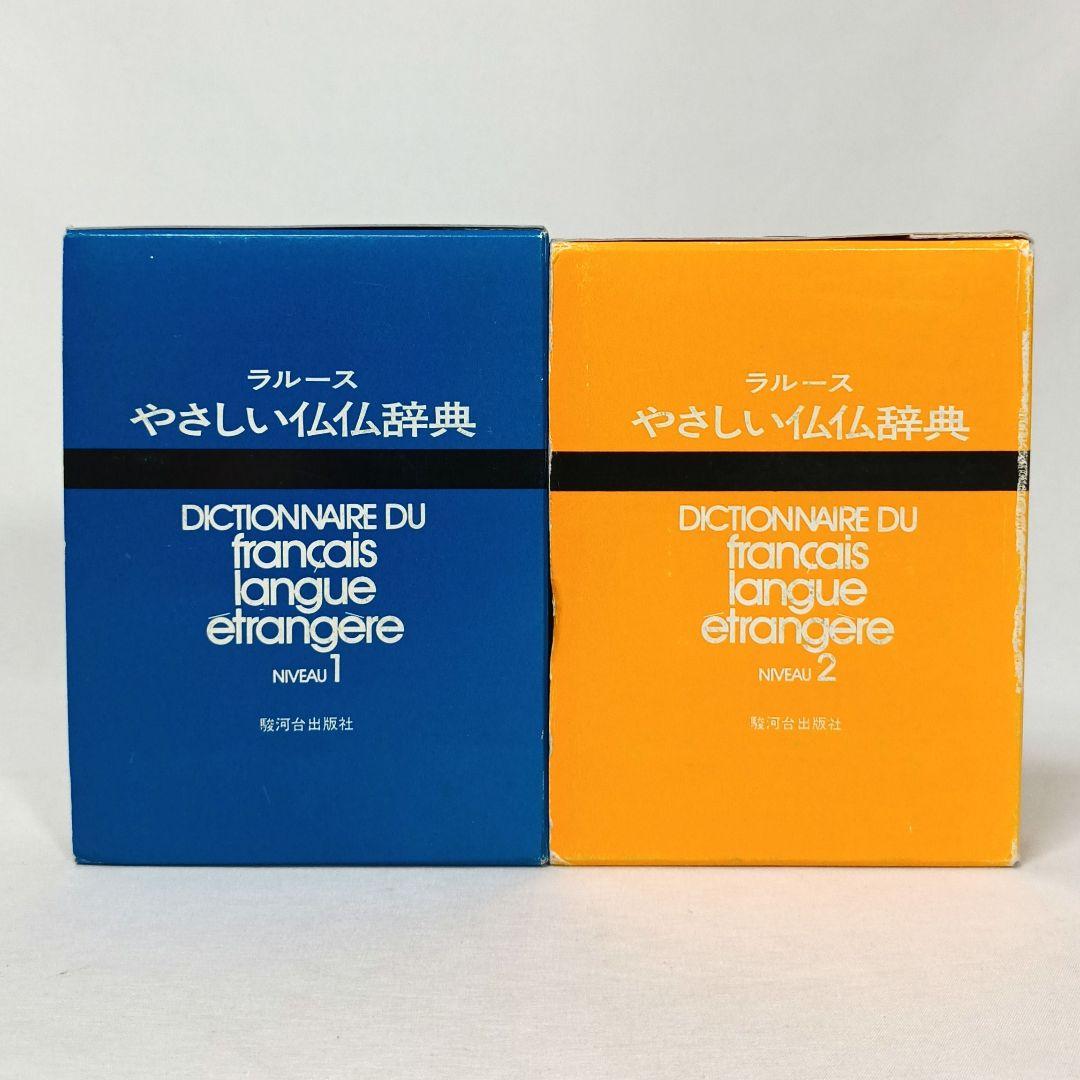 ラルース
やさしい仏仏辞典
DICTIONNAIRE DU
français
langue
étrangère
NIVEAU 1
駿河台出版社
ラルース
やさしい仏仏辞典
DICTIONNAIRE DU
français
langue
étrangère
NIVEAU 2
駿河台出版社